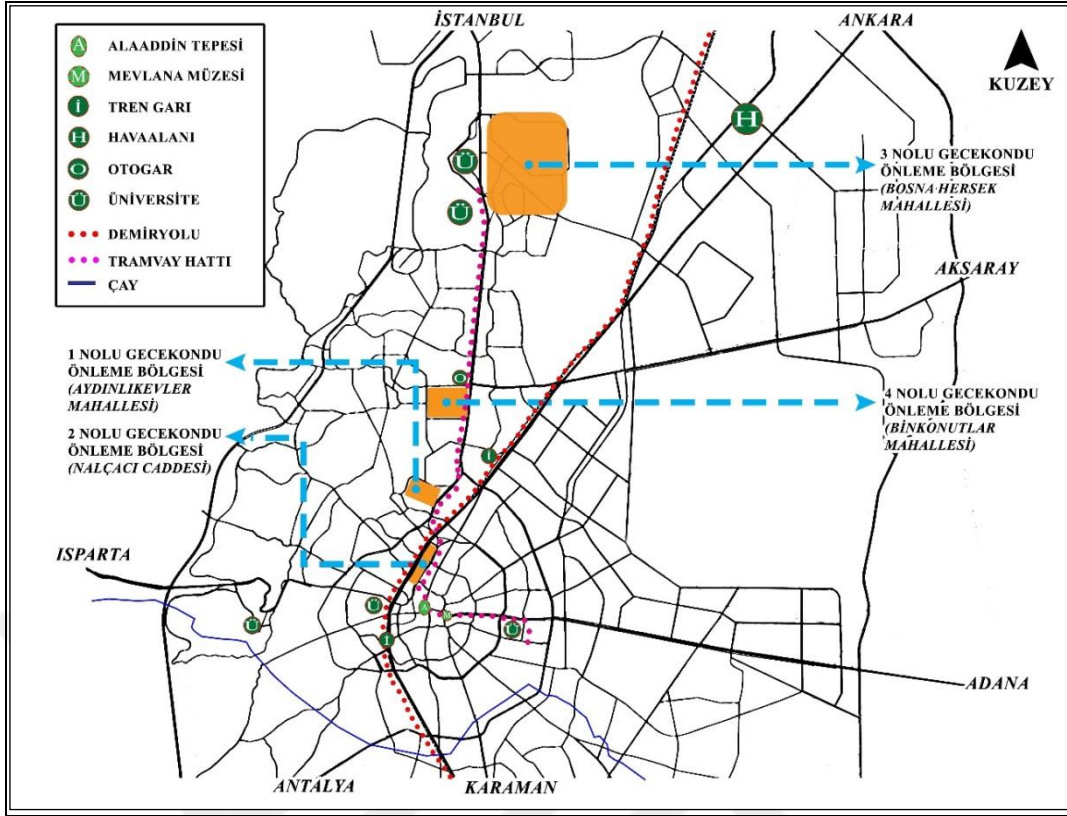 İSTANBUL
ANKARA
KUZEY
A ALAADDİN TEPESİ
M MEVLANA MÜZESİ
İ TREN GARI
H HAVAALANI
O OTOGAR
Ü ÜNİVERSİTE
DEMİRYOLU
TRAMVAY HATTI
ÇAY
H
Ü
Ü
3 NOLU GECEKONDU
ÖNLEME BÖLGESİ
(BOSNA HERSEK
MAHALLESİ)
AKSARAY
1 NOLU GECEKONDU
ÖNLEME BÖLGESİ
(AYDINLIKEVLER
MAHALLESİ)
O
4 NOLU GECEKONDU
ÖNLEME BÖLGESİ
(BİNKONUTLAR
MAHALLESİ)
2 NOLU GECEKONDU
ÖNLEME BÖLGESİ
(NALÇACI CADDESİ)
İ
ISPARTA
Ü
A
M
Ü
Ü
İ
ADANA
ANTALYA
KARAMAN